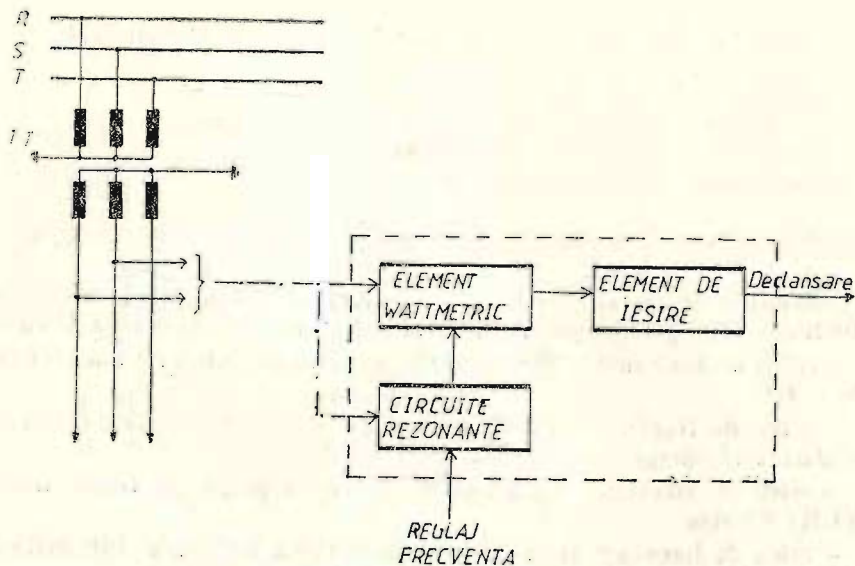 R
S
T
TT
ELEMENT
WATTMETRIC
ELEMENT DE
IESIRE
Declansare
CIRCUITE
REZONANTE
REGLAJ
FRECVENTA